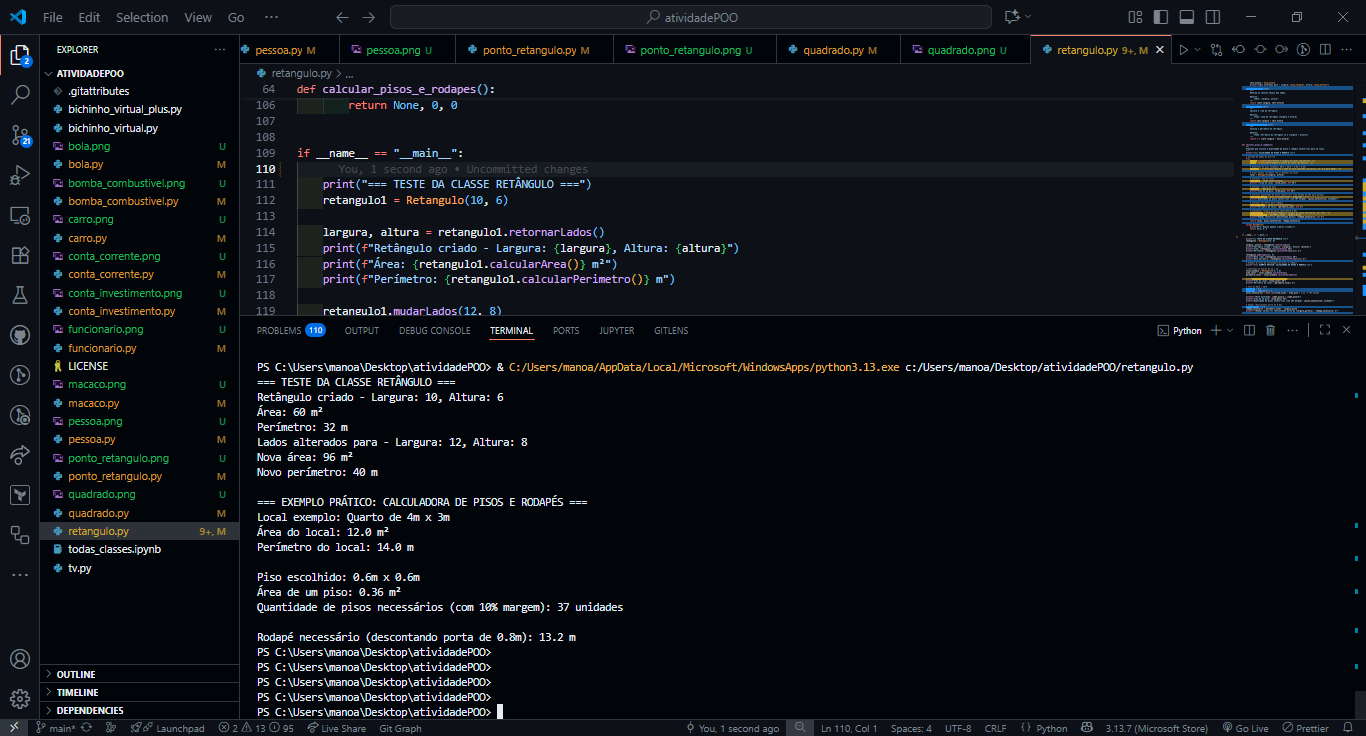 File Edit Selection View Go ··· atividadePOO
EXPLORER ···
ATIVIDADEPOO
.gitattributes
bichinho_virtual_plus.py
bichinho_virtual.py
bola.png U
bola.py M
bomba_combustivel.png U
bomba_combustivel.py M
carro.png U
carro.py M
conta_corrente.png U
conta_corrente.py M
conta_investimento.png U
conta_investimento.py M
funcionario.png U
funcionario.py M
LICENSE
macaco.png U
macaco.py M
pessoa.png U
pessoa.py M
ponto_retangulo.png U
ponto_retangulo.py M
quadrado.png U
quadrado.py M
retangulo.py 9+, M
todas_classes.ipynb
tv.py
OUTLINE
TIMELINE
DEPENDENCIES
2
21
pessoa.py M pessoa.png U ponto_retangulo.py M ponto_retangulo.png U quadrado.py M quadrado.png U retangulo.py 9+, M
retangulo.py > ...
64 def calcular_pisos_e_rodapes():
106 return None, 0, 0
107
108
109 if __name__ == "__main__":
110 You, 1 second ago • Uncommitted changes
111 print("=== TESTE DA CLASSE RETÂNGULO ===")
112 retangulo1 = Retangulo(10, 6)
113
114 largura, altura = retangulo1.retornarLados()
115 print(f"Retângulo criado - Largura: {largura}, Altura: {altura}")
116 print(f"Área: {retangulo1.calcularArea()} m²")
117 print(f"Perímetro: {retangulo1.calcularPerimetro()} m")
118
119 retangulo1.mudarLados(12, 8)
PROBLEMS 110 OUTPUT DEBUG CONSOLE TERMINAL PORTS JUPYTER GITLENS Python
PS C:\Users\manoa\Desktop\atividadePOO> & C:/Users/manoa/AppData/Local/Microsoft/WindowsApps/python3.13.exe c:/Users/manoa/Desktop/atividadePOO/retangulo.py
=== TESTE DA CLASSE RETÂNGULO ===
Retângulo criado - Largura: 10, Altura: 6
Área: 60 m²
Perímetro: 32 m
Lados alterados para - Largura: 12, Altura: 8
Nova área: 96 m²
Novo perímetro: 40 m
=== EXEMPLO PRÁTICO: CALCULADORA DE PISOS E RODAPÉS ===
Local exemplo: Quarto de 4m x 3m
Área do local: 12.0 m²
Perímetro do local: 14.0 m
Piso escolhido: 0.6m x 0.6m
Área de um piso: 0.36 m²
Quantidade de pisos necessários (com 10% margem): 37 unidades
Rodapé necessário (descontando porta de 0.8m): 13.2 m
PS C:\Users\manoa\Desktop\atividadePOO>
PS C:\Users\manoa\Desktop\atividadePOO>
PS C:\Users\manoa\Desktop\atividadePOO>
PS C:\Users\manoa\Desktop\atividadePOO>
PS C:\Users\manoa\Desktop\atividadePOO>
main* Launchpad 2 13 95 Live Share Git Graph You, 1 second ago Ln 110, Col 1 Spaces: 4 UTF-8 CRLF Python 3.13.7 (Microsoft Store) Go Live Prettier